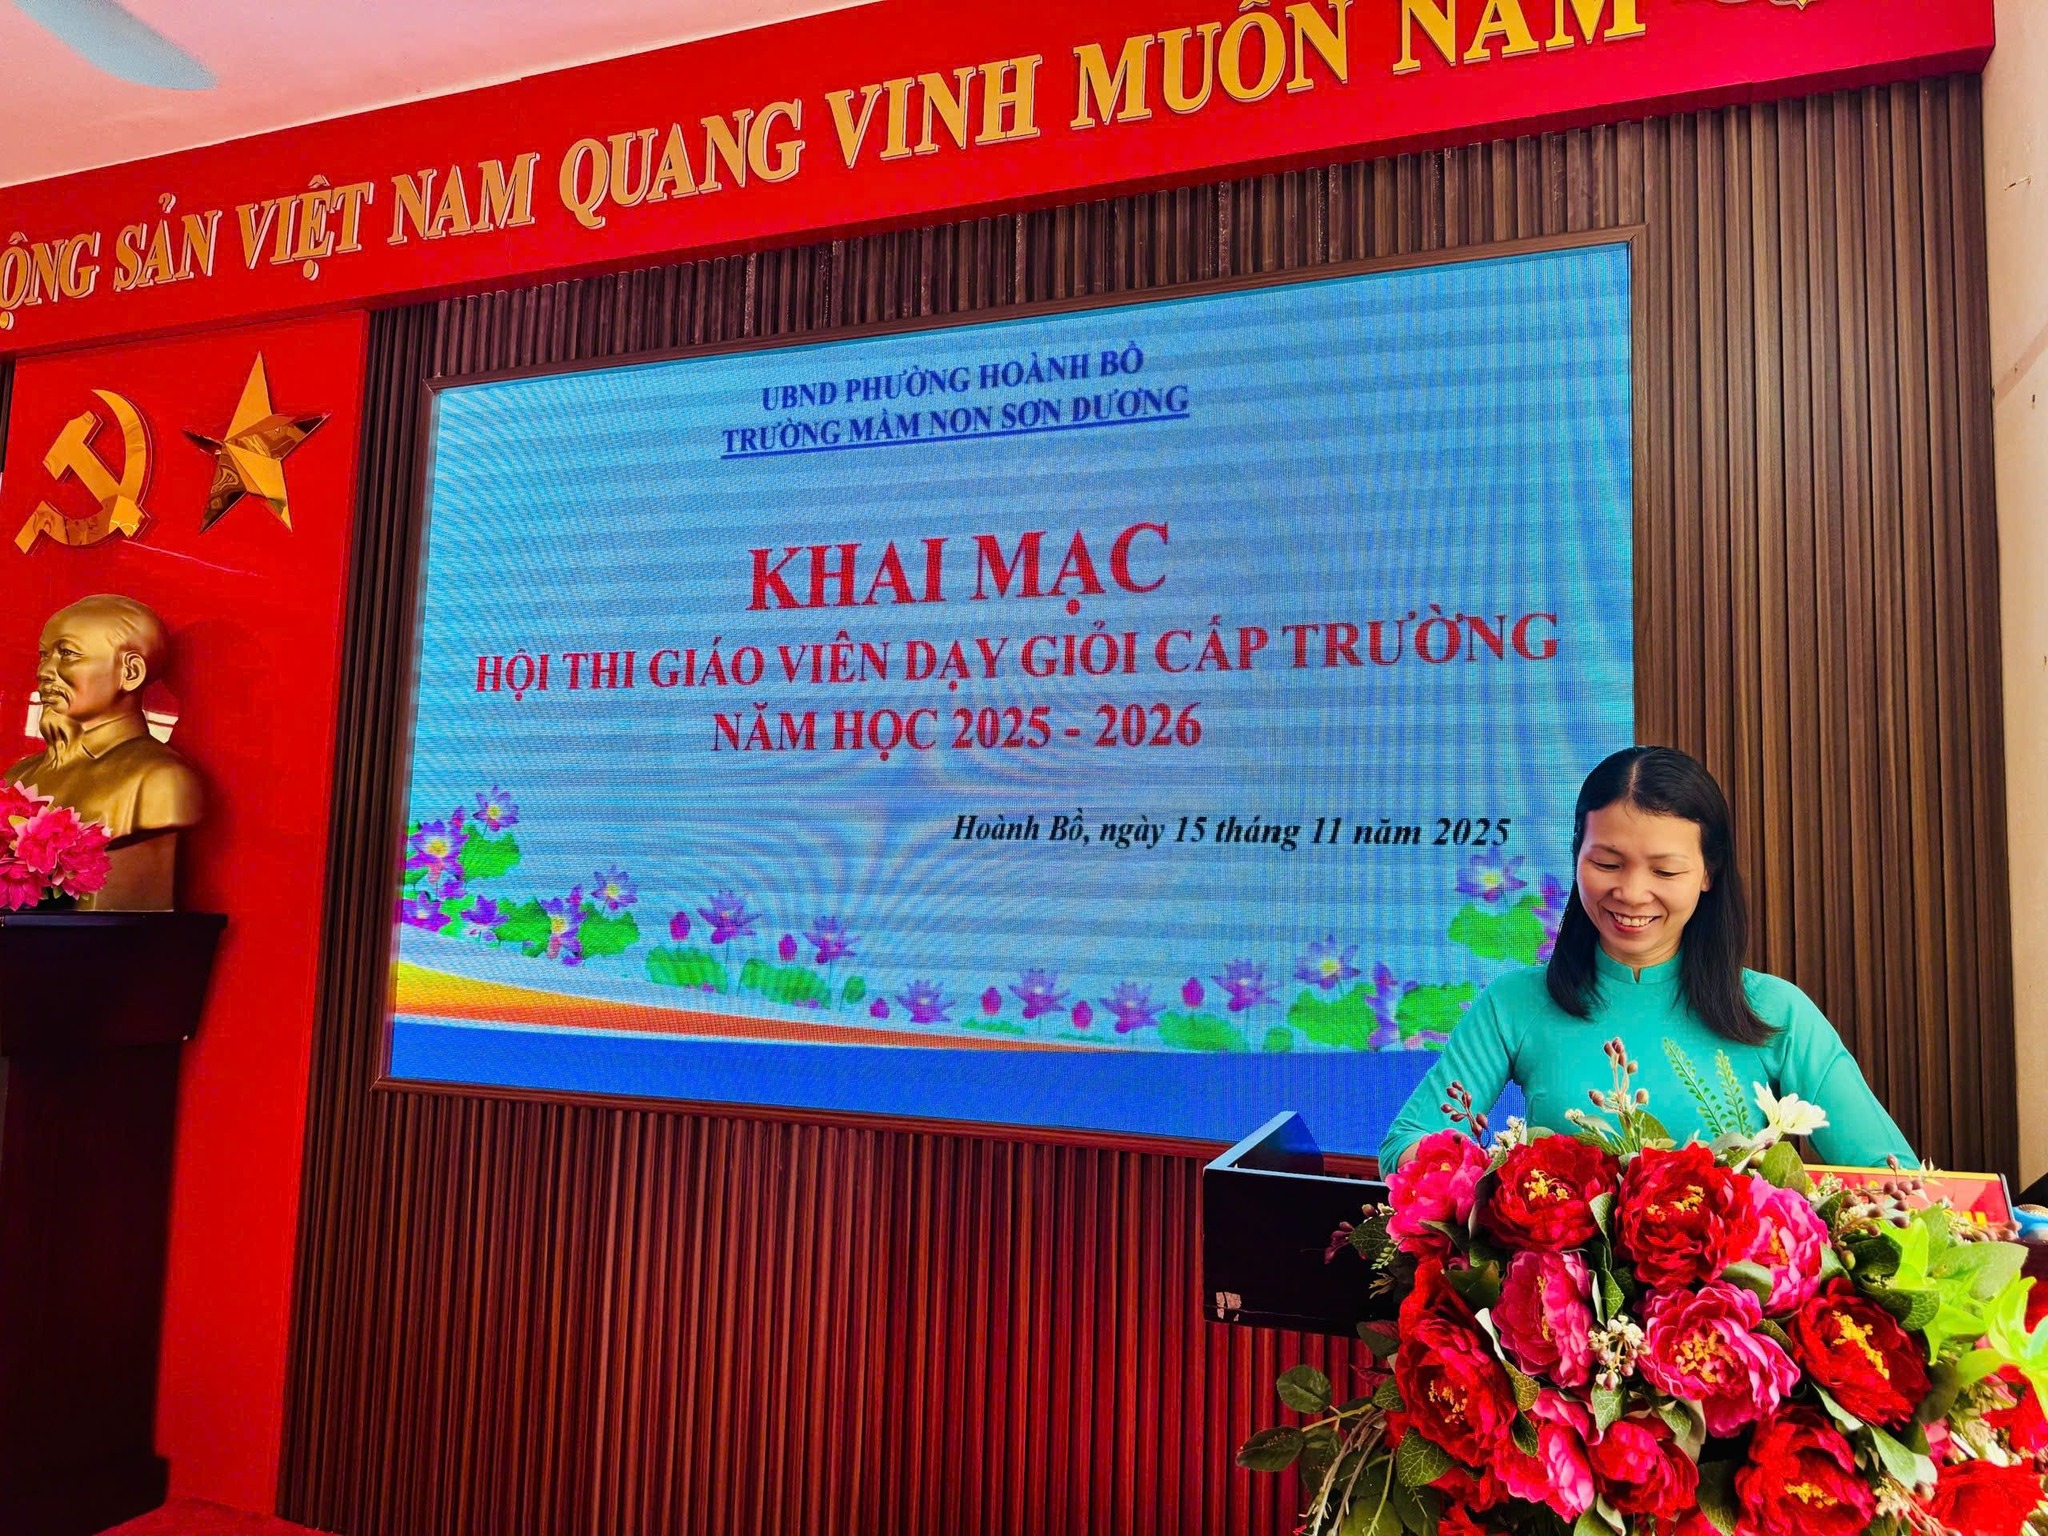 ỘNG SẢN VIỆT NAM QUANG VINH MUÔN NĂM
UBND PHƯỜNG HOÀNH BỒ
TRƯỜNG MẦM NON SƠN DƯƠNG
KHAI MẠC
HỘI THI GIÁO VIÊN DẠY GIỎI CẤP TRƯỜNG
NĂM HỌC 2025 - 2026
Hoành Bồ, ngày 15 tháng 11 năm 2025